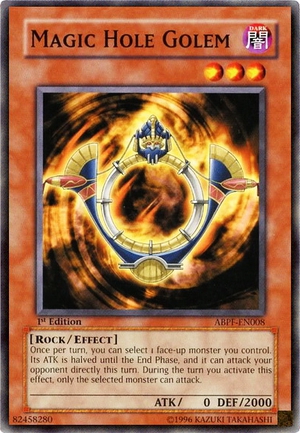 MAGIC HOLE GOLEM
DARK
闇
1st Edition
ABPF-EN008
[ROCK/EFFECT]
Once per turn, you can select 1 face-up monster you control.
Its ATK is halved until the End Phase, and it can attack your
opponent directly this turn. During the turn you activate this
effect, only the selected monster can attack.
ATK/ 0 DEF/2000
82458280
©1996 KAZUKI TAKAHASHI